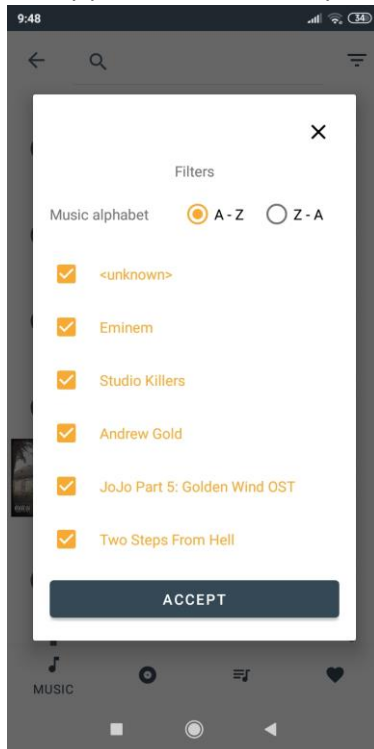 9:48
34
Filters
Music alphabet A - Z Z - A
<unknown>
Eminem
Studio Killers
Andrew Gold
JoJo Part 5: Golden Wind OST
Two Steps From Hell
ACCEPT
MUSIC